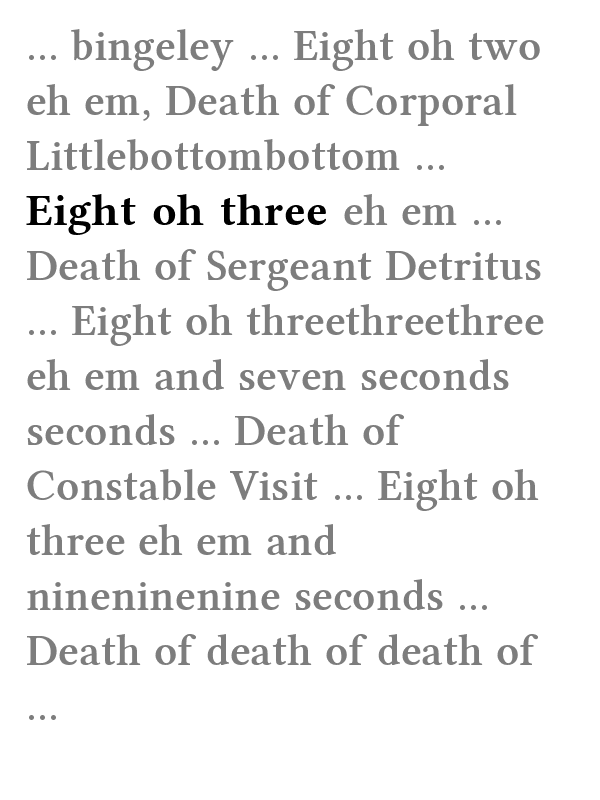 ... bingeley ... Eight oh two
eh em, Death of Corporal
Littlebottombottom ...
Eight oh three eh em ...
Death of Sergeant Detritus
... Eight oh threethreethree
eh em and seven seconds
seconds ... Death of
Constable Visit ... Eight oh
three eh em and
nineninenine seconds ...
Death of death of death of
...